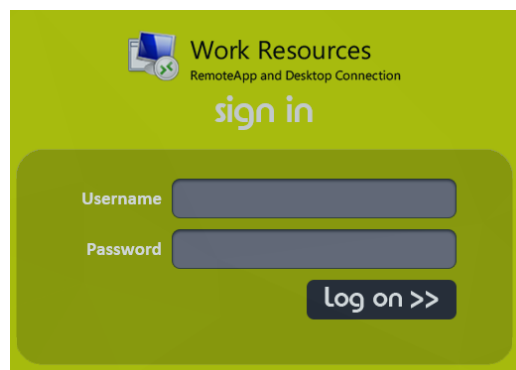 Work Resources
RemoteApp and Desktop Connection
sign in
Username
Password
Log on >>